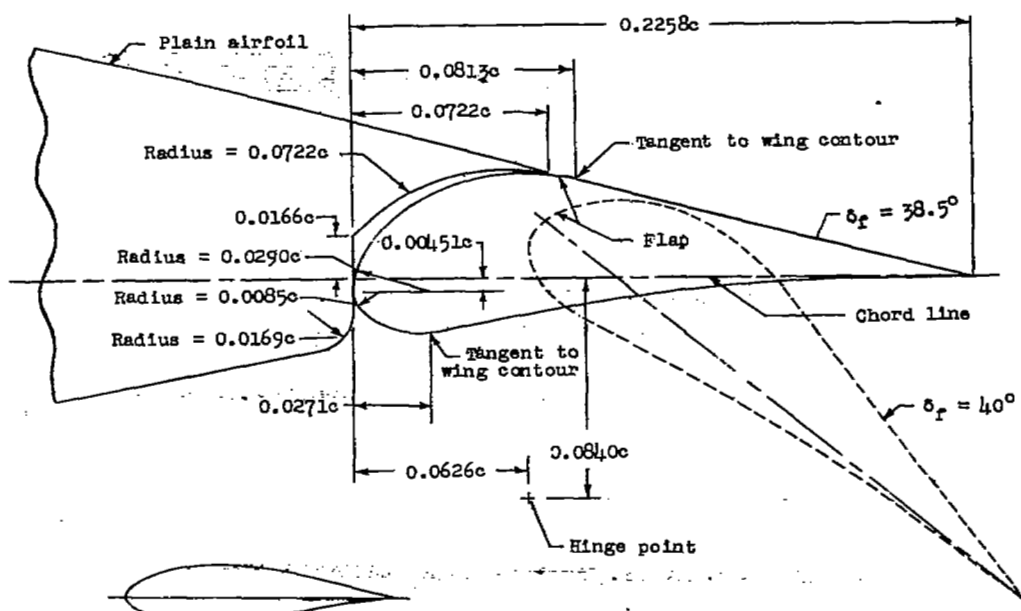 0.2258c
Plain airfoil
0.0813c
0.0722c
Radius = 0.0722c
Tangent to wing contour
0.0166c
δf = 38.5°
0.00451c
Flap
Radius = 0.0290c
Radius = 0.0085c
Chord line
Radius = 0.0169c
Tangent to
wing contour
0.0271c
δf = 40°
0.0840c
0.0626c
Hinge point